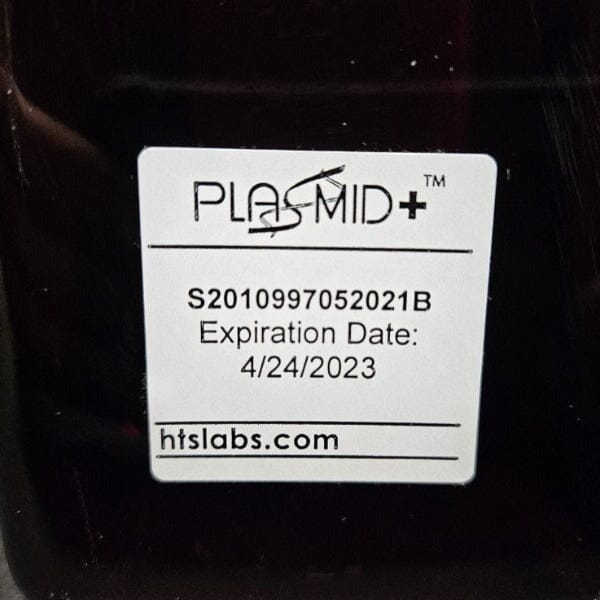 PLASMID+™
S2010997052021B
Expiration Date:
4/24/2023
htslabs.com